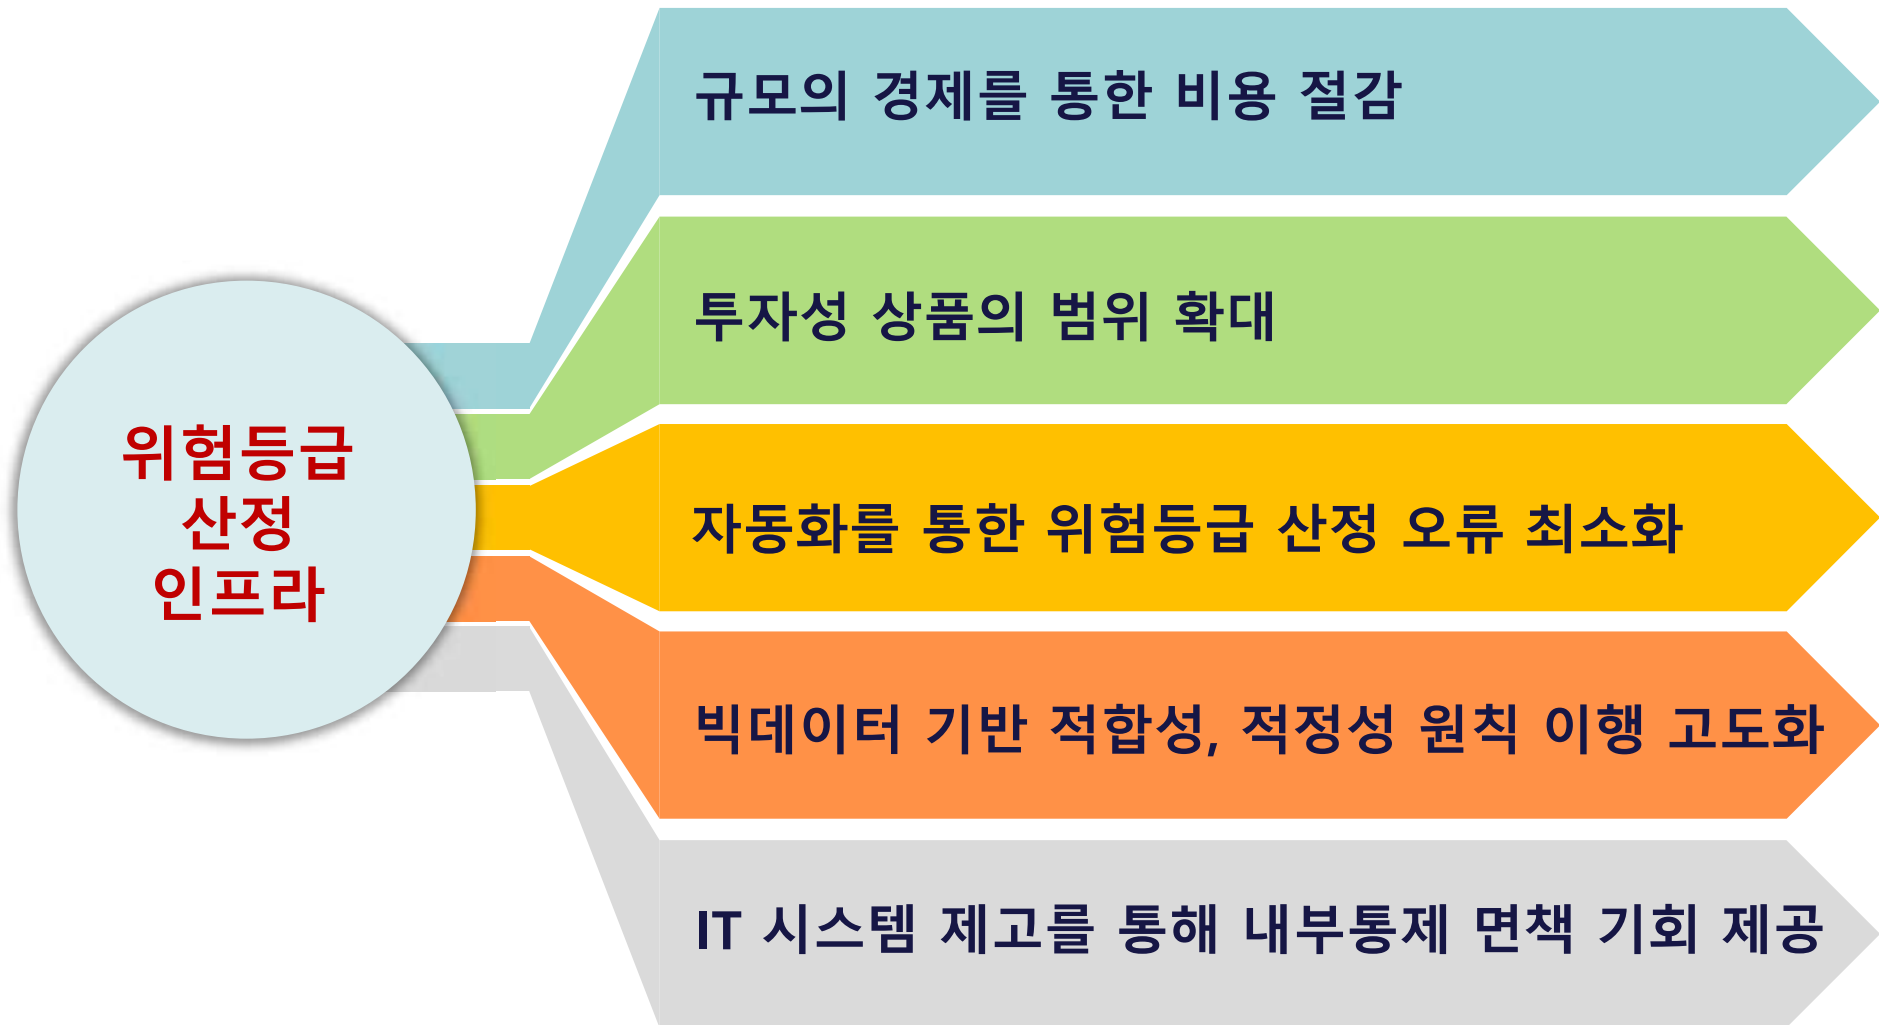 위험등급
산정
인프라
규모의 경제를 통한 비용 절감
투자성 상품의 범위 확대
자동화를 통한 위험등급 산정 오류 최소화
빅데이터 기반 적합성, 적정성 원칙 이행 고도화
IT 시스템 제고를 통해 내부통제 면책 기회 제공